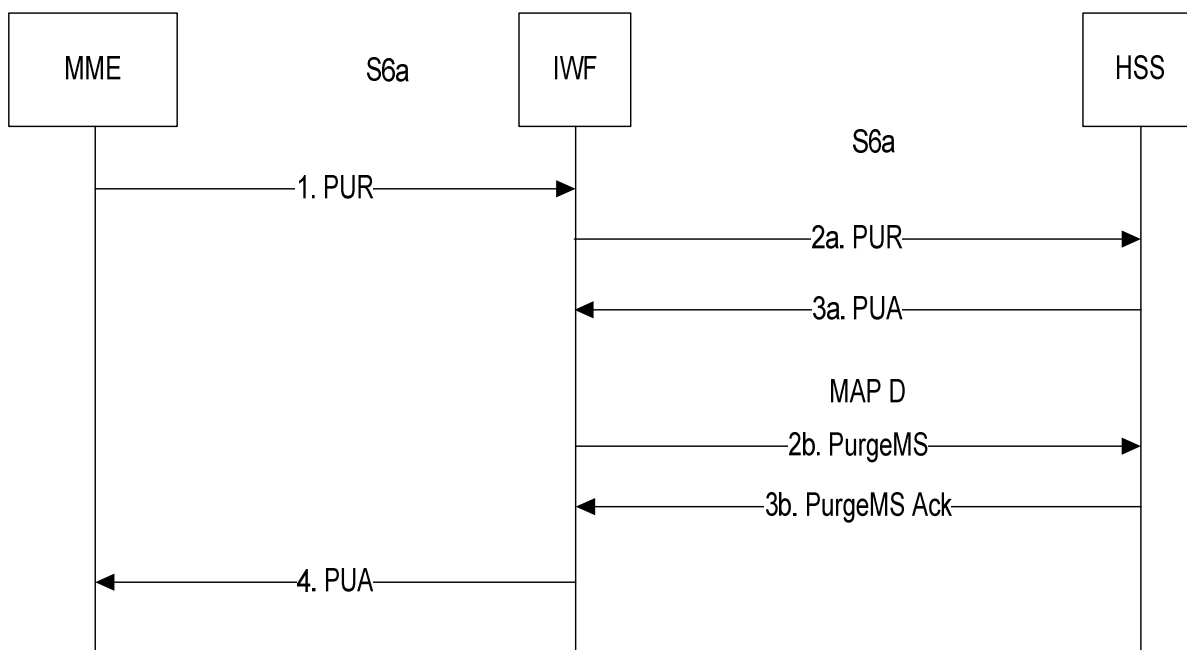 MME
S6a
IWF
HSS
S6a
1. PUR
2a. PUR
3a. PUA
MAP D
2b. PurgeMS
3b. PurgeMS Ack
4. PUA